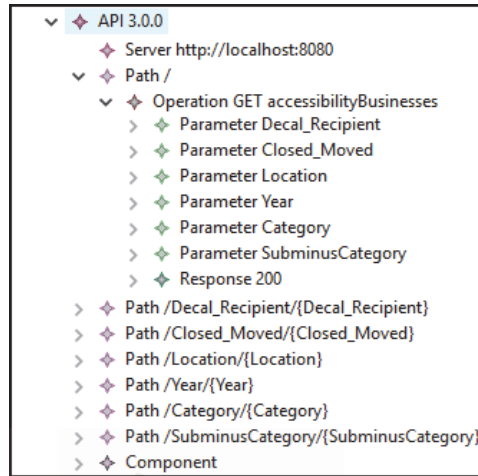 API 3.0.0
Server http://localhost:8080
Path /
Operation GET accessibilityBusinesses
Parameter Decal_Recipient
Parameter Closed_Moved
Parameter Location
Parameter Year
Parameter Category
Parameter SubminusCategory
Response 200
Path /Decal_Recipient/{Decal_Recipient}
Path /Closed_Moved/{Closed_Moved}
Path /Location/{Location}
Path /Year/{Year}
Path /Category/{Category}
Path /SubminusCategory/{SubminusCategory}
Component